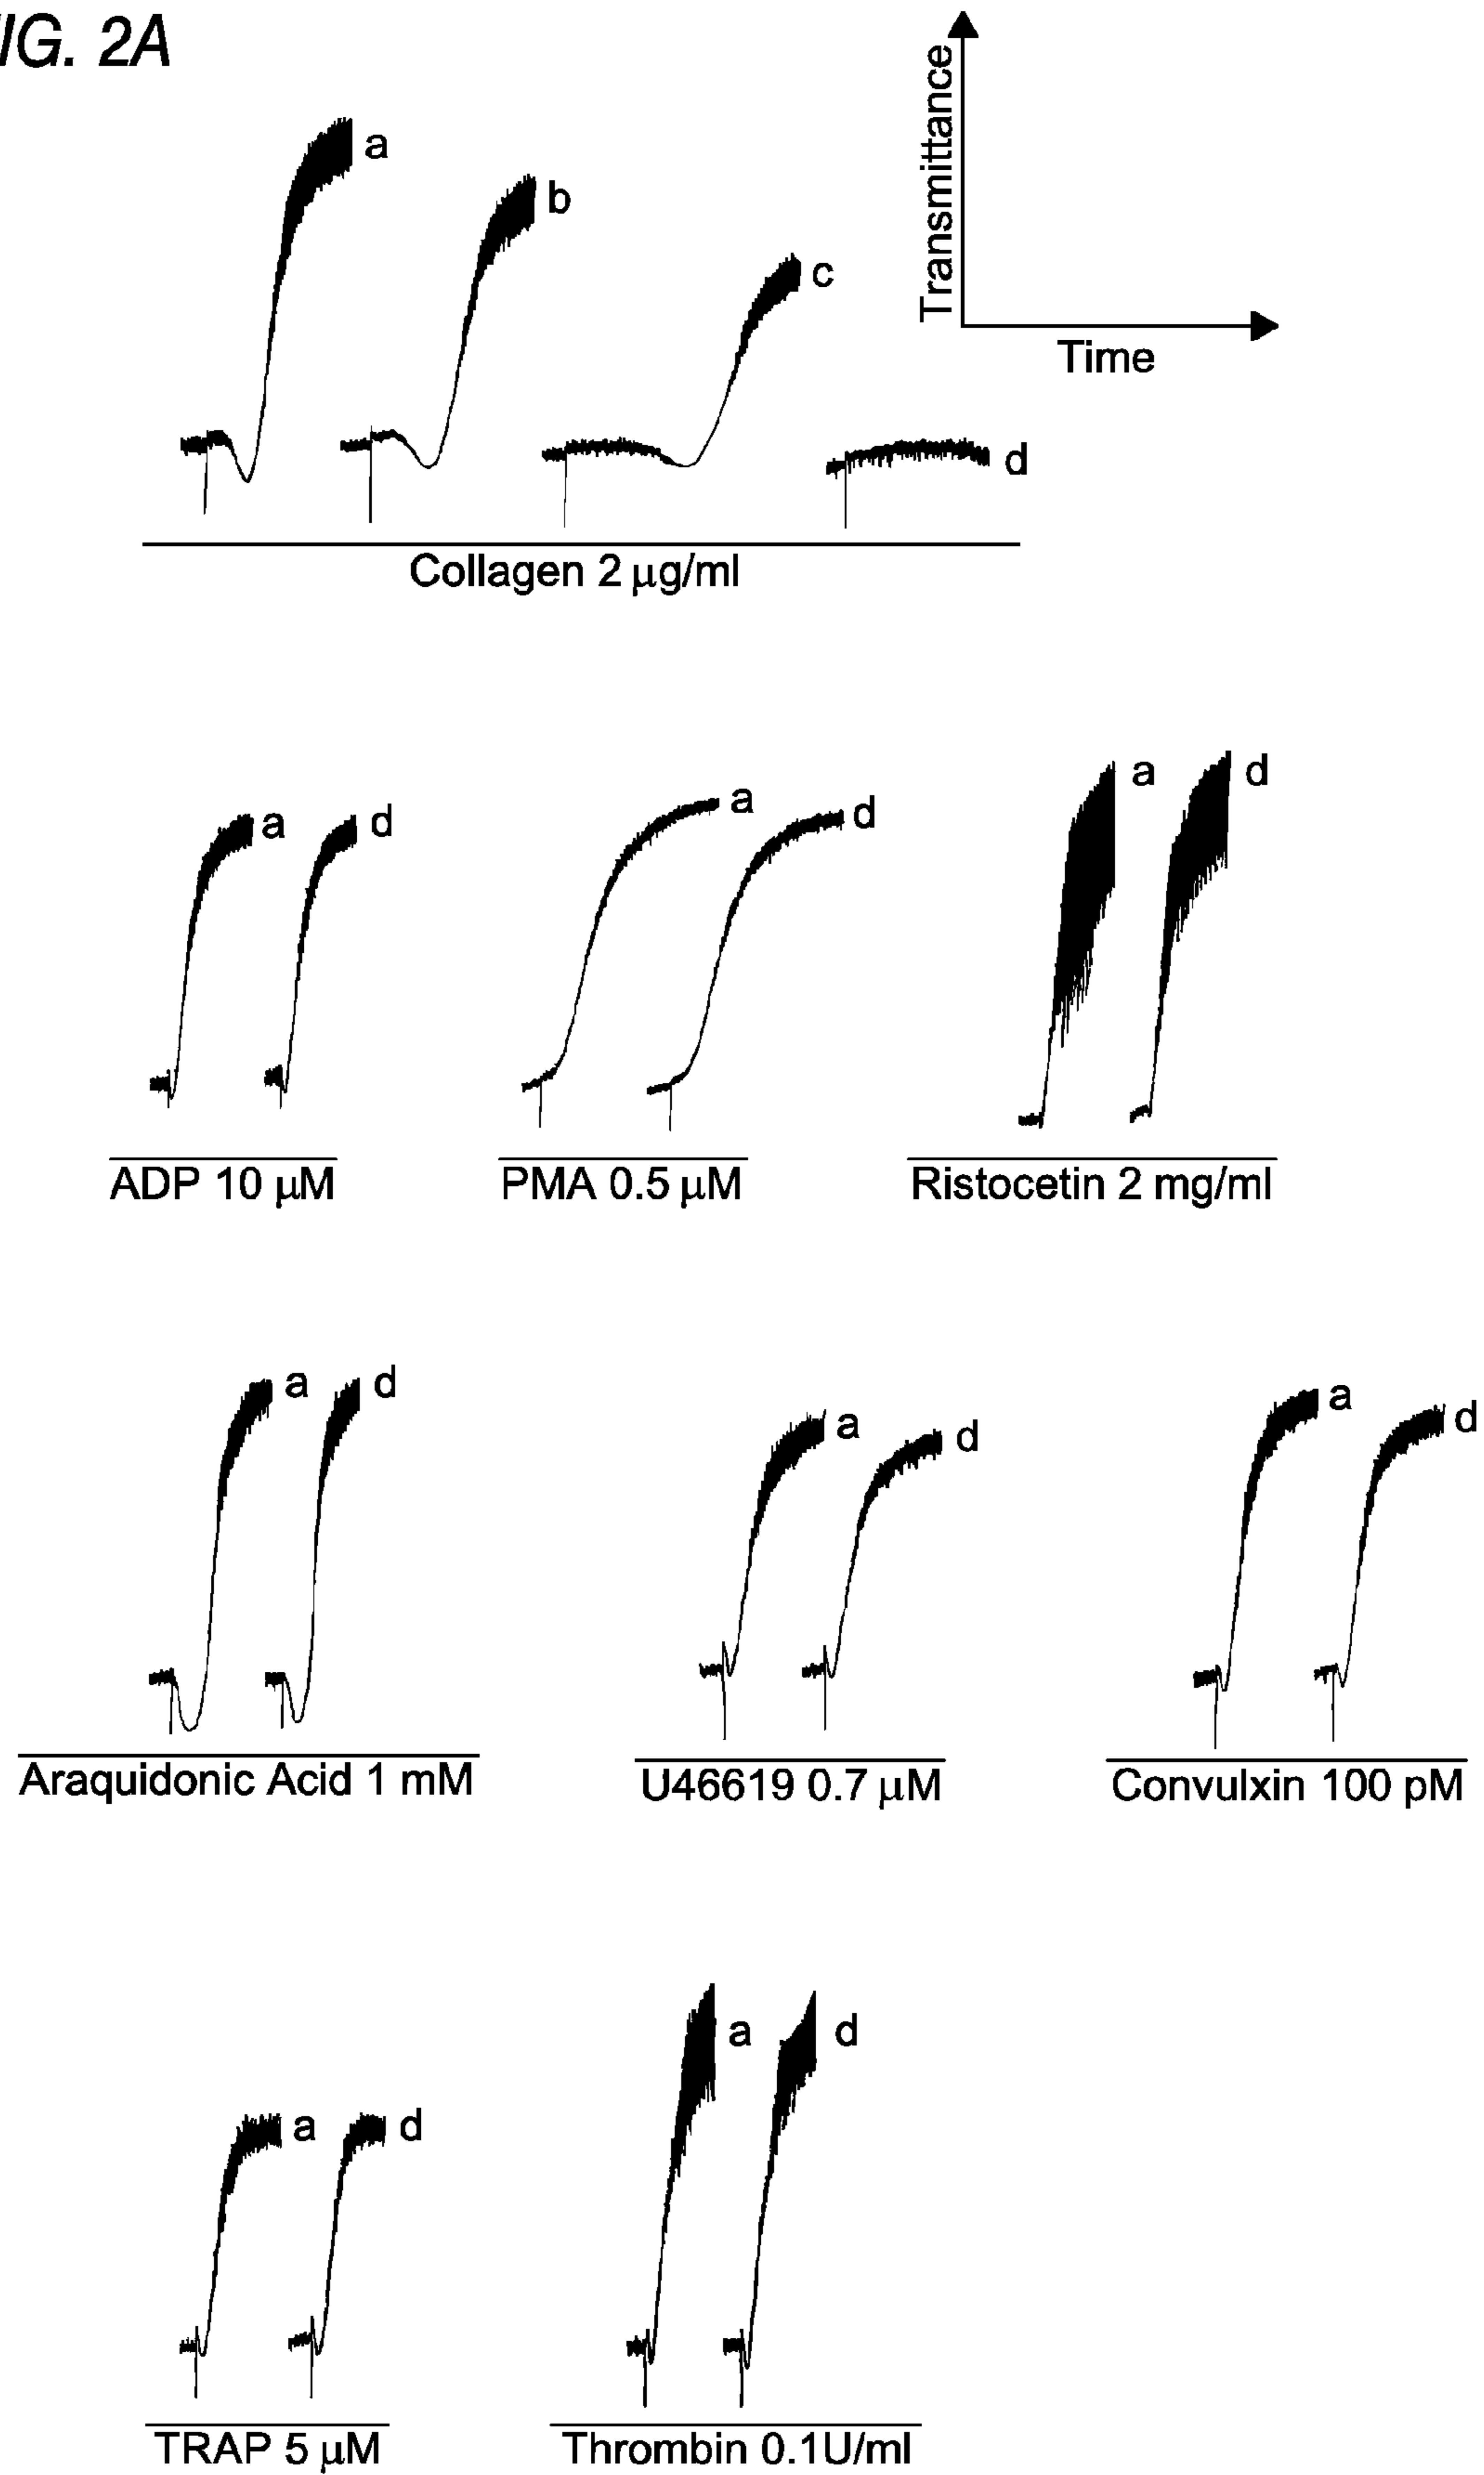 IG. 2A
Transmittance
Time
a
b
c
d
Collagen 2 µg/ml
a
d
a
d
a
d
ADP 10 µM
PMA 0.5 µM
Ristocetin 2 mg/ml
a
d
a
d
a
d
Araquidonic Acid 1 mM
U46619 0.7 µM
Convulxin 100 pM
a
d
a
d
TRAP 5 µM
Thrombin 0.1U/ml